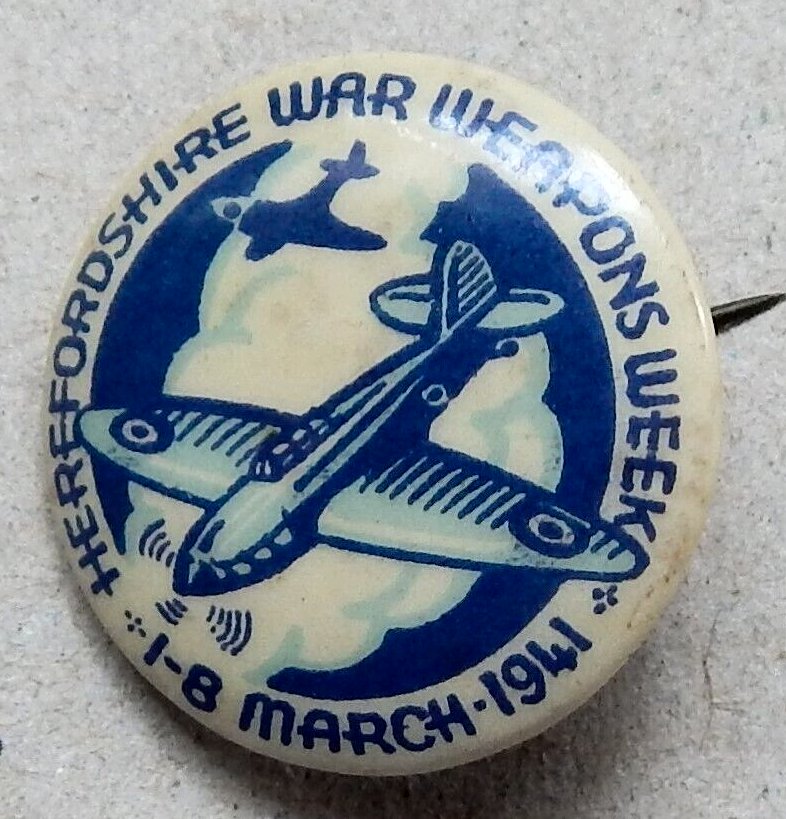 HEREFORDSHIRE WAR WEAPONS WEEK
1-8 MARCH·1941